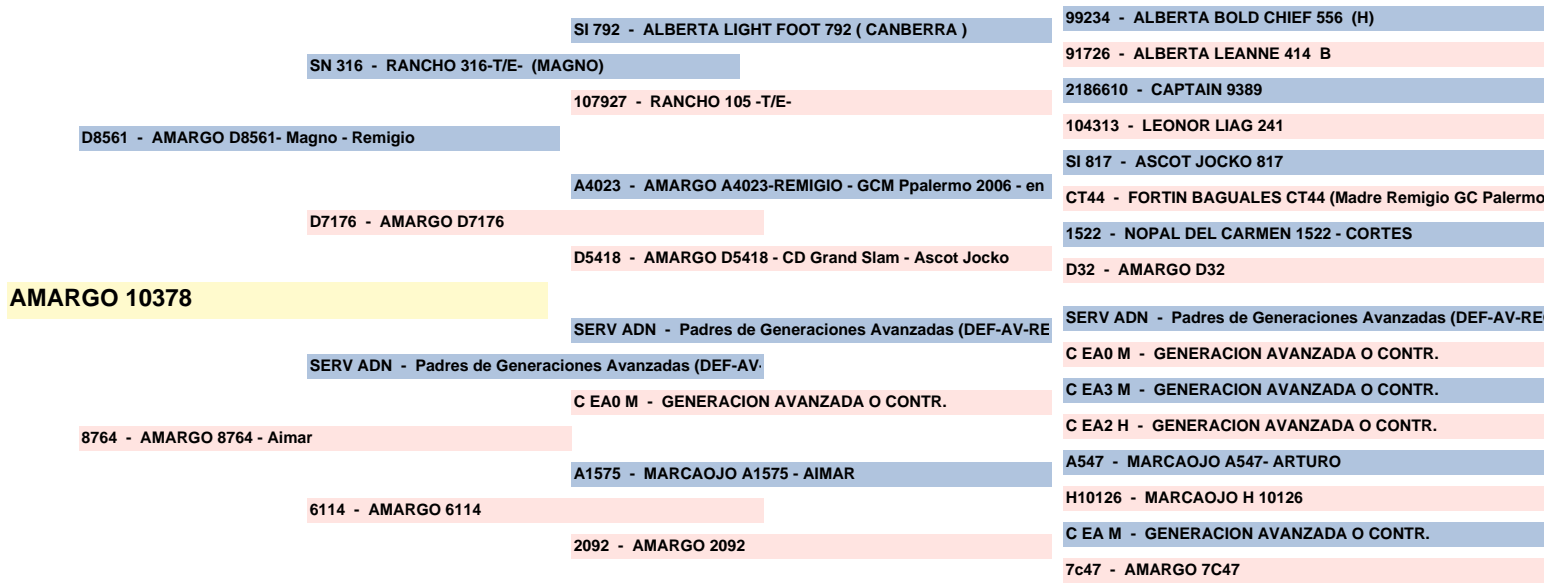 99234 - ALBERTA BOLD CHIEF 556 (H)
SI 792 - ALBERTA LIGHT FOOT 792 ( CANBERRA )
91726 - ALBERTA LEANNE 414 B
SN 316 - RANCHO 316-T/E- (MAGNO)
2186610 - CAPTAIN 9389
107927 - RANCHO 105 -T/E-
104313 - LEONOR LIAG 241
D8561 - AMARGO D8561- Magno - Remigio
SI 817 - ASCOT JOCKO 817
A4023 - AMARGO A4023-REMIGIO - GCM Ppalermo 2006 - en
CT44 - FORTIN BAGUALES CT44 (Madre Remigio GC Palermo
D7176 - AMARGO D7176
1522 - NOPAL DEL CARMEN 1522 - CORTES
D5418 - AMARGO D5418 - CD Grand Slam - Ascot Jocko
D32 - AMARGO D32
AMARGO 10378
SERV ADN - Padres de Generaciones Avanzadas (DEF-AV-RE
SERV ADN - Padres de Generaciones Avanzadas (DEF-AV-RE
C EA0 M - GENERACION AVANZADA O CONTR.
SERV ADN - Padres de Generaciones Avanzadas (DEF-AV-
C EA3 M - GENERACION AVANZADA O CONTR.
C EA0 M - GENERACION AVANZADA O CONTR.
C EA2 H - GENERACION AVANZADA O CONTR.
8764 - AMARGO 8764 - Aimar
A547 - MARCAOJO A547- ARTURO
A1575 - MARCAOJO A1575 - AIMAR
H10126 - MARCAOJO H 10126
6114 - AMARGO 6114
C EA M - GENERACION AVANZADA O CONTR.
2092 - AMARGO 2092
7c47 - AMARGO 7C47